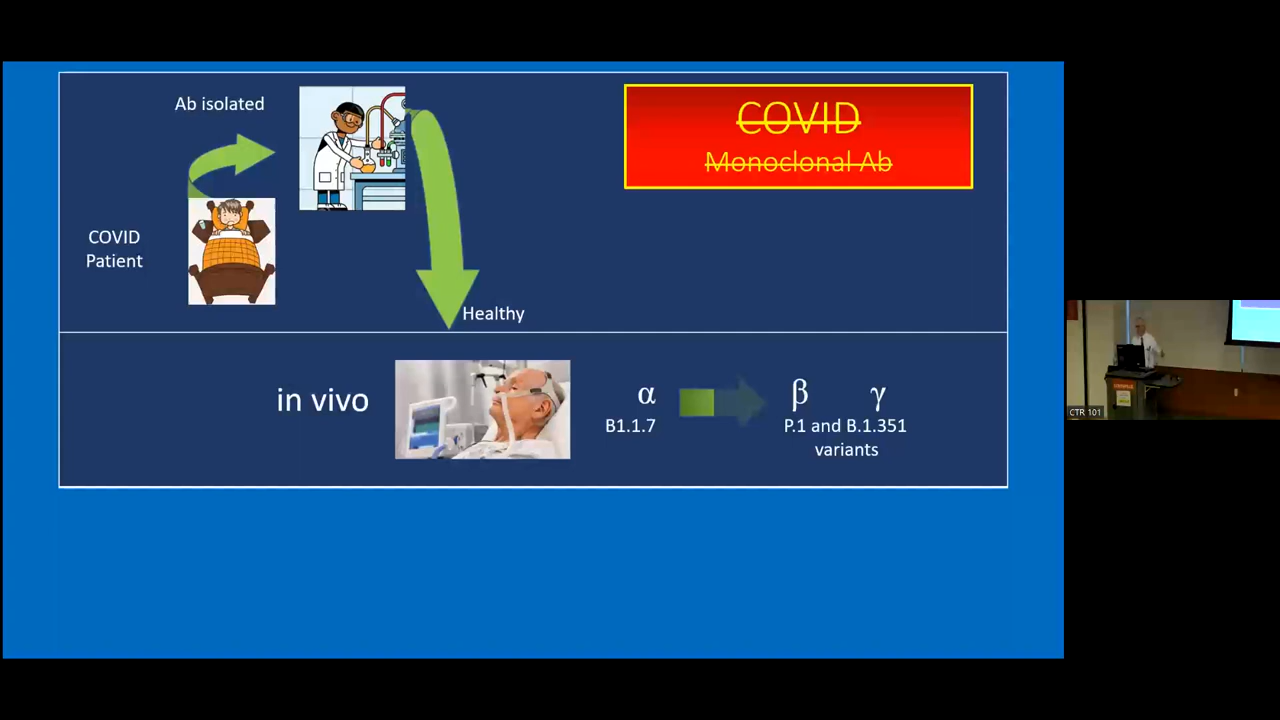 Ab isolated
COVID
Monoclonal Ab
COVID
Patient
Healthy
in vivo
α
β γ
B1.1.7
P.1 and B.1.351
variants
CTR 101